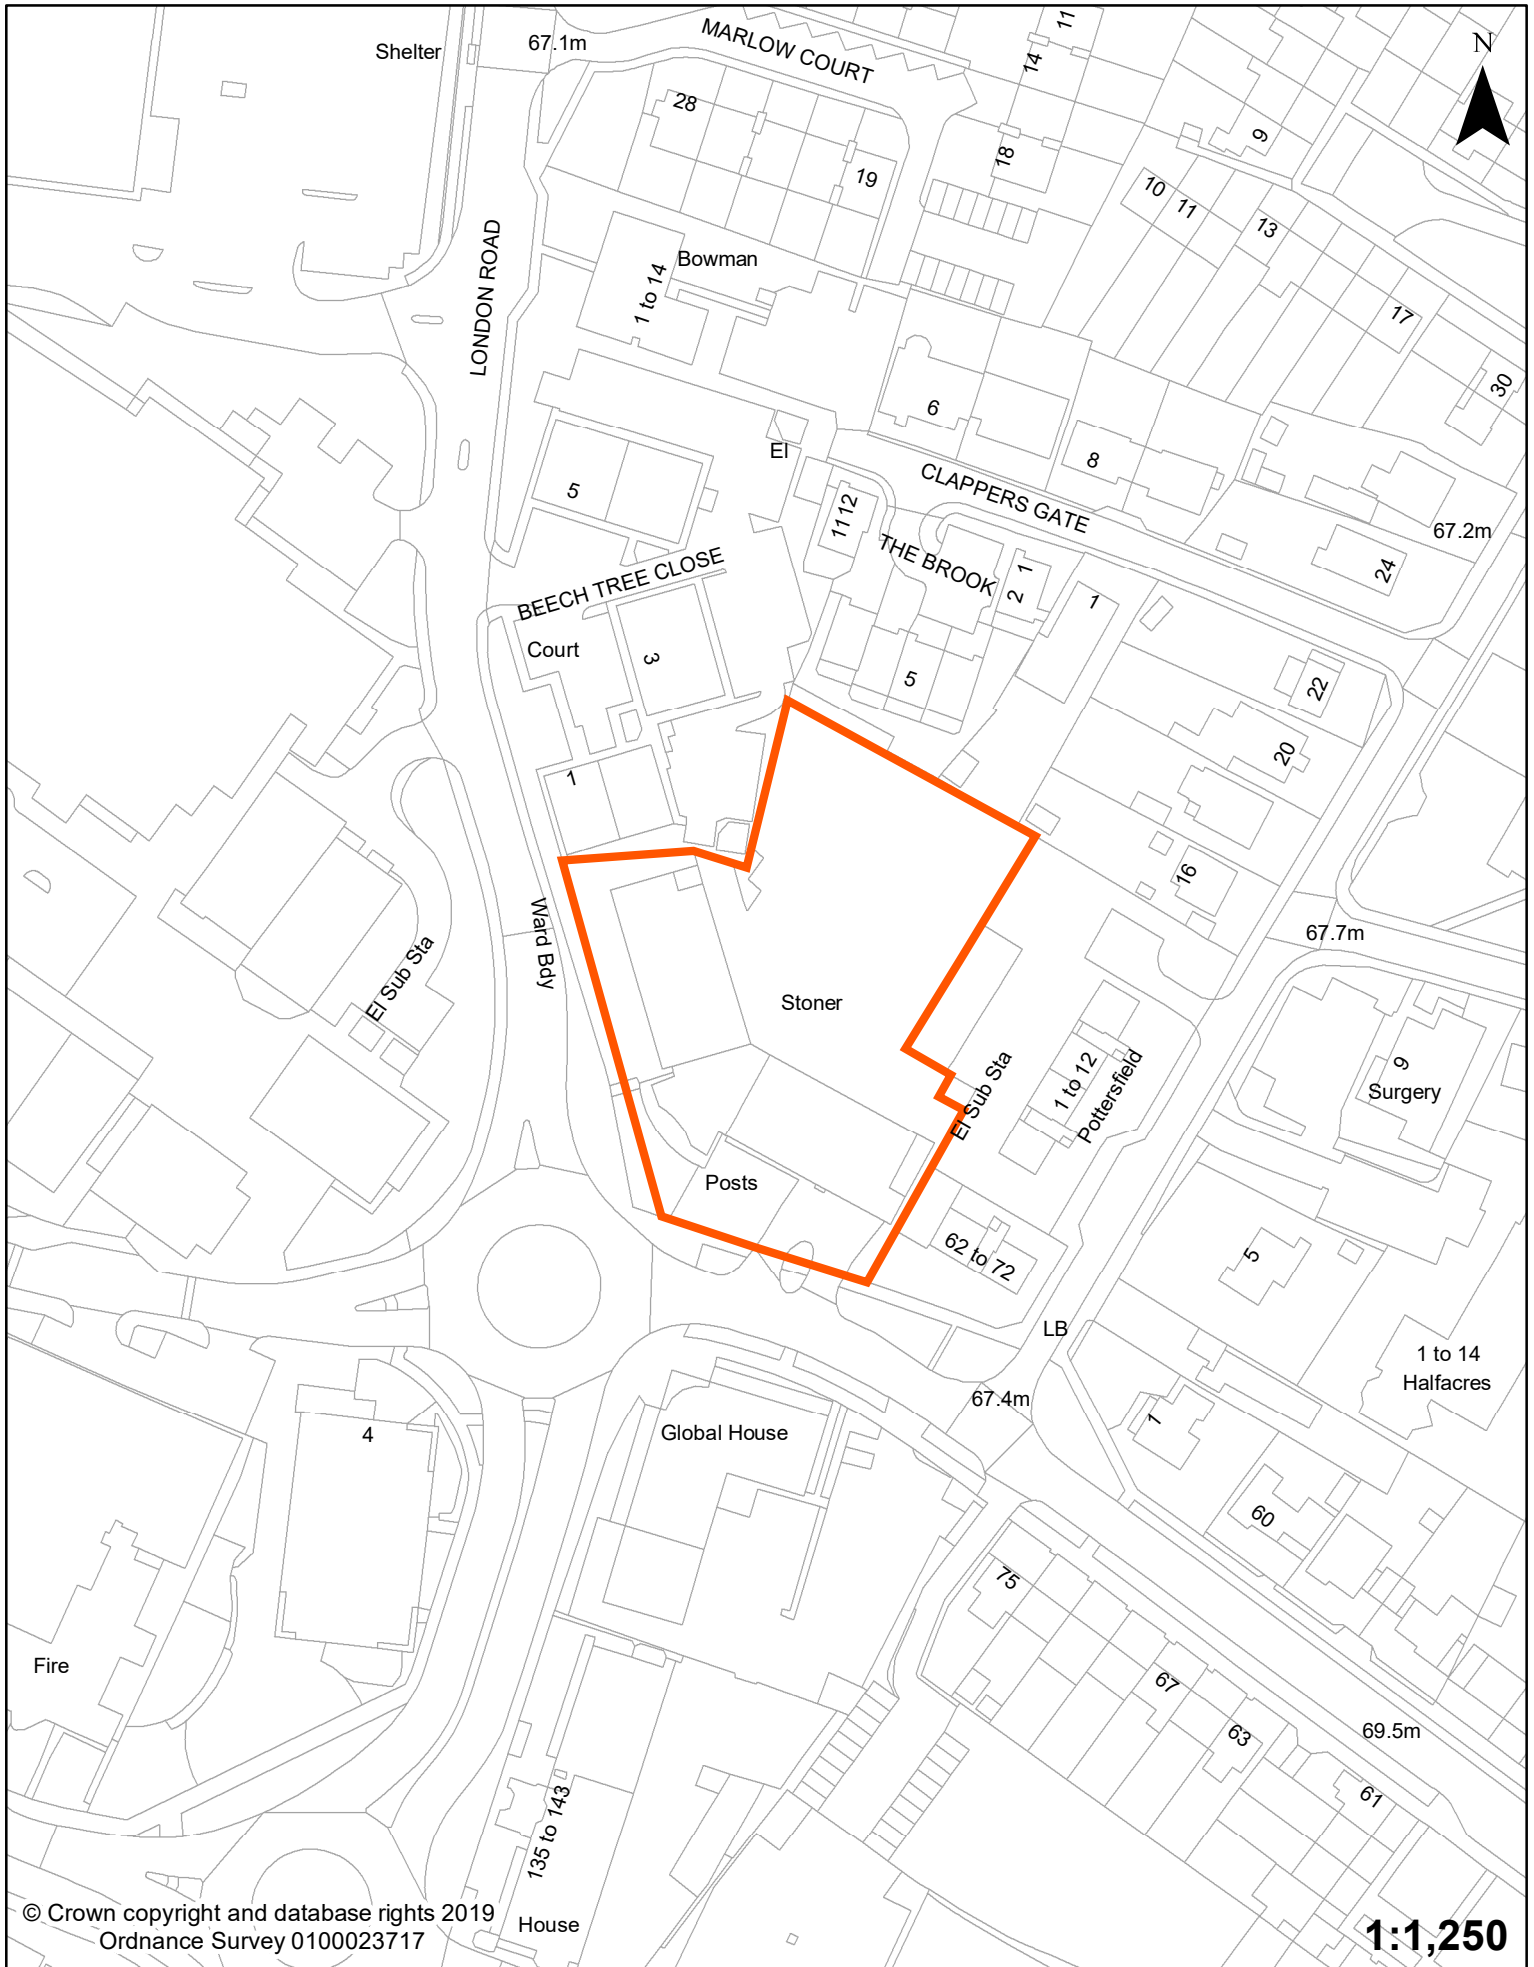 Shelter
67.1m
MARLOW COURT
11
14
N
28
9
18
19
10
11
13
LONDON ROAD
Bowman
1 to 14
17
30
6
El
8
5
CLAPPERS GATE
11 12
67.2m
THE BROOK
1
2
24
BEECH TREE CLOSE
1
Court
3
5
22
20
1
16
Ward Bdy
67.7m
El Sub Sta
Stoner
El Sub Sta
1 to 12
Pottersfield
9
Surgery
Posts
62 to 72
5
LB
1 to 14
Halfacres
67.4m
1
4
Global House
60
75
Fire
67
63
69.5m
61
135 to 143
© Crown copyright and database rights 2019
Ordnance Survey 0100023717
House
1:1,250